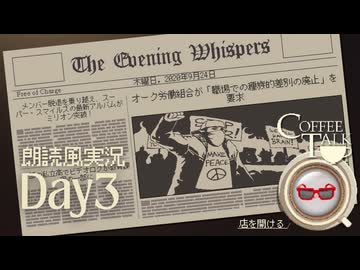 The Evening Whispers
木曜日, 2020年9月24日
Free of Charge
メンバー脱退を乗り越え、スー
パー・スマイルズの最新アルバムが
ミリオン突破！
オーク労働組合が「職場での種族的差別の廃止」を
要求
MAKE
PEACE
COFFEE
TALK
朗読風実況
Day3
店を開ける